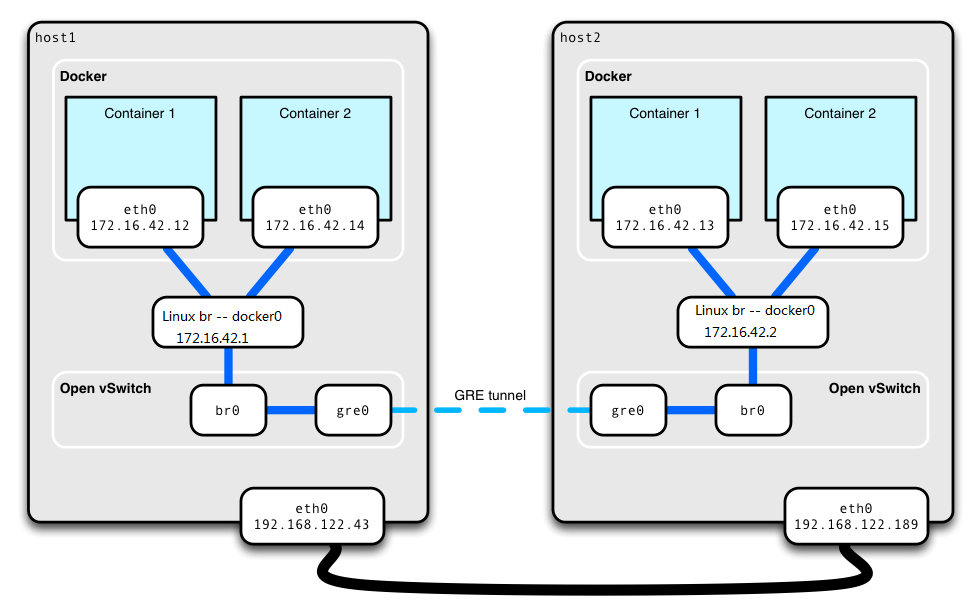 host1
Docker
Container 1
Container 2
eth0
172.16.42.12
eth0
172.16.42.14
Linux br -- docker0
172.16.42.1
Open vSwitch
br0
gre0
eth0
192.168.122.43
GRE tunnel
host2
Docker
Container 1
Container 2
eth0
172.16.42.13
eth0
172.16.42.15
Linux br -- docker0
172.16.42.2
Open vSwitch
gre0
br0
eth0
192.168.122.189